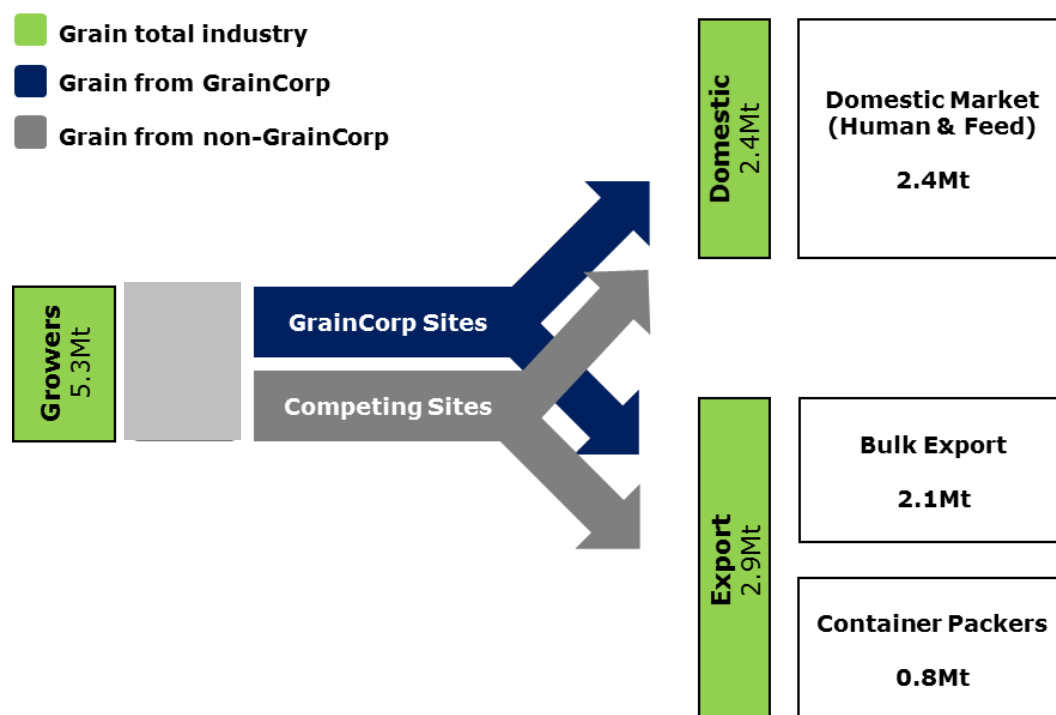 Grain total industry
Grain from GrainCorp
Grain from non-GrainCorp
Growers
5.3Mt
GrainCorp Sites
Competing Sites
Domestic
2.4Mt
Domestic Market
(Human & Feed)
2.4Mt
Export
2.9Mt
Bulk Export
2.1Mt
Container Packers
0.8Mt